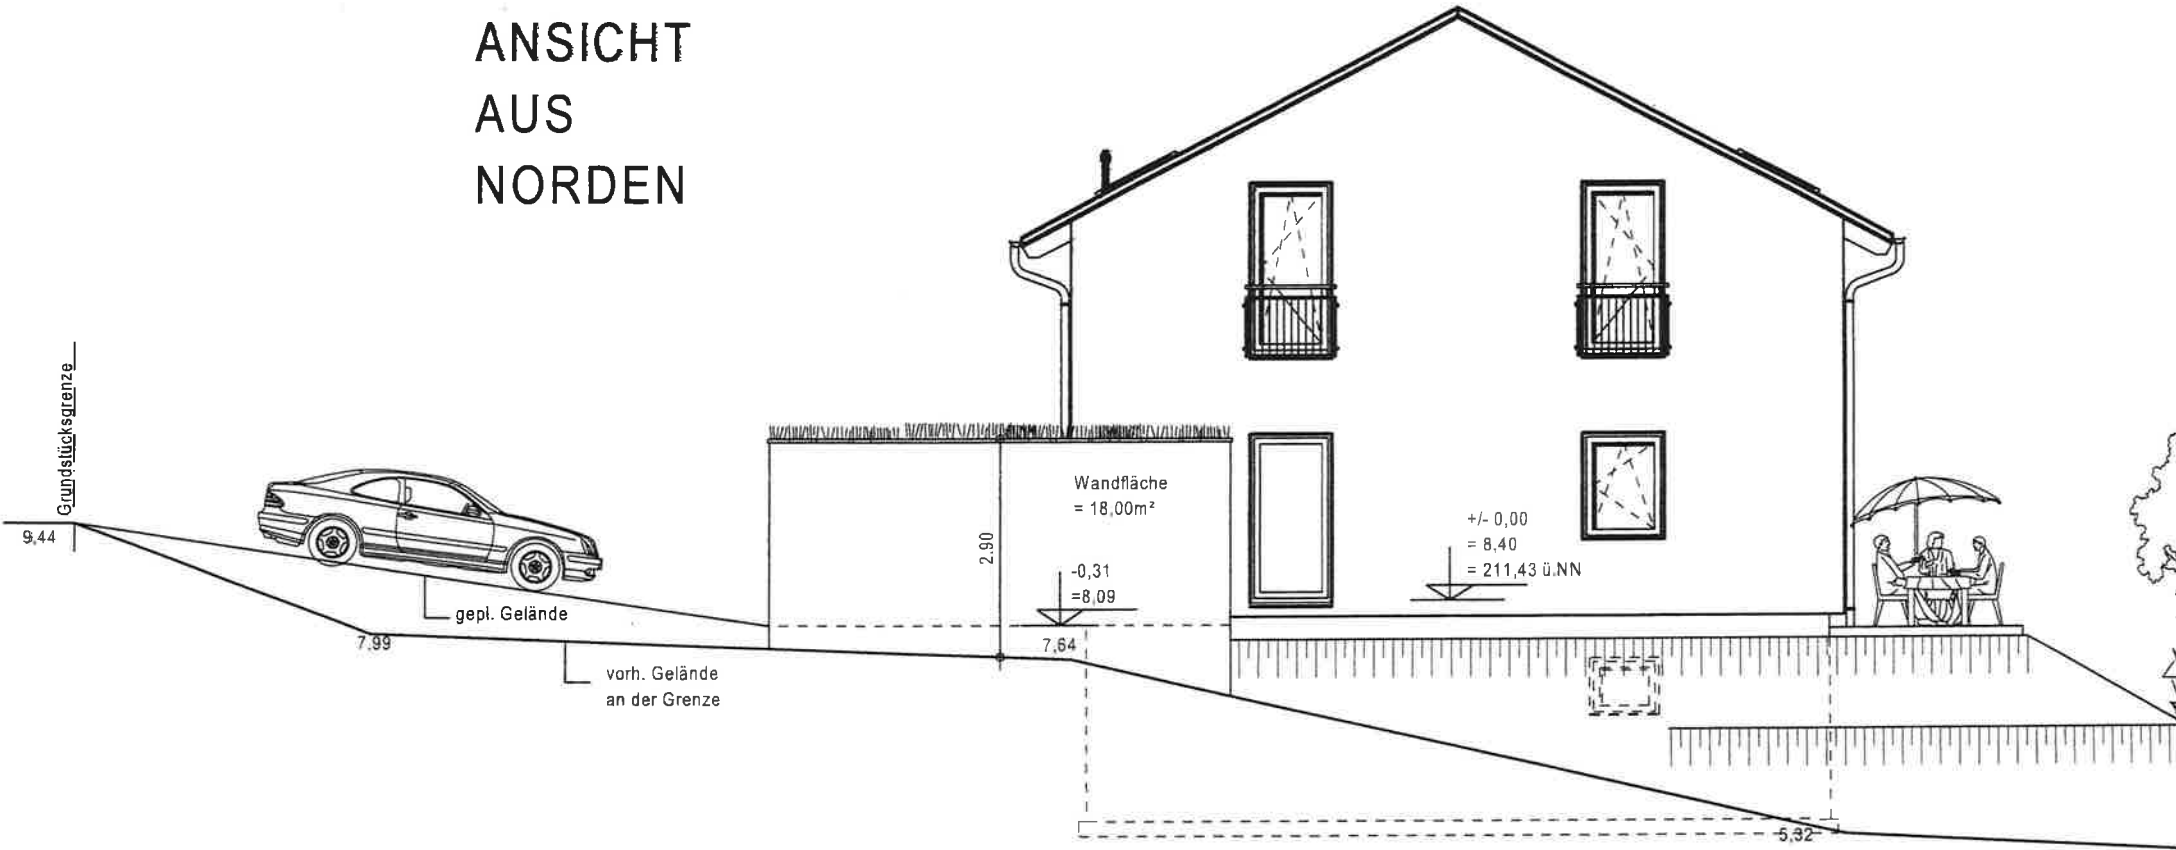 ANSICHT
AUS
NORDEN
Grundstücksgrenze
9,44
gepl. Gelände
7,99
vorh. Gelände
an der Grenze
2.90
Wandfläche
= 18,00m²
-0,31
=8,09
7,64
+/- 0,00
= 8,40
= 211,43 ü.NN
5,32